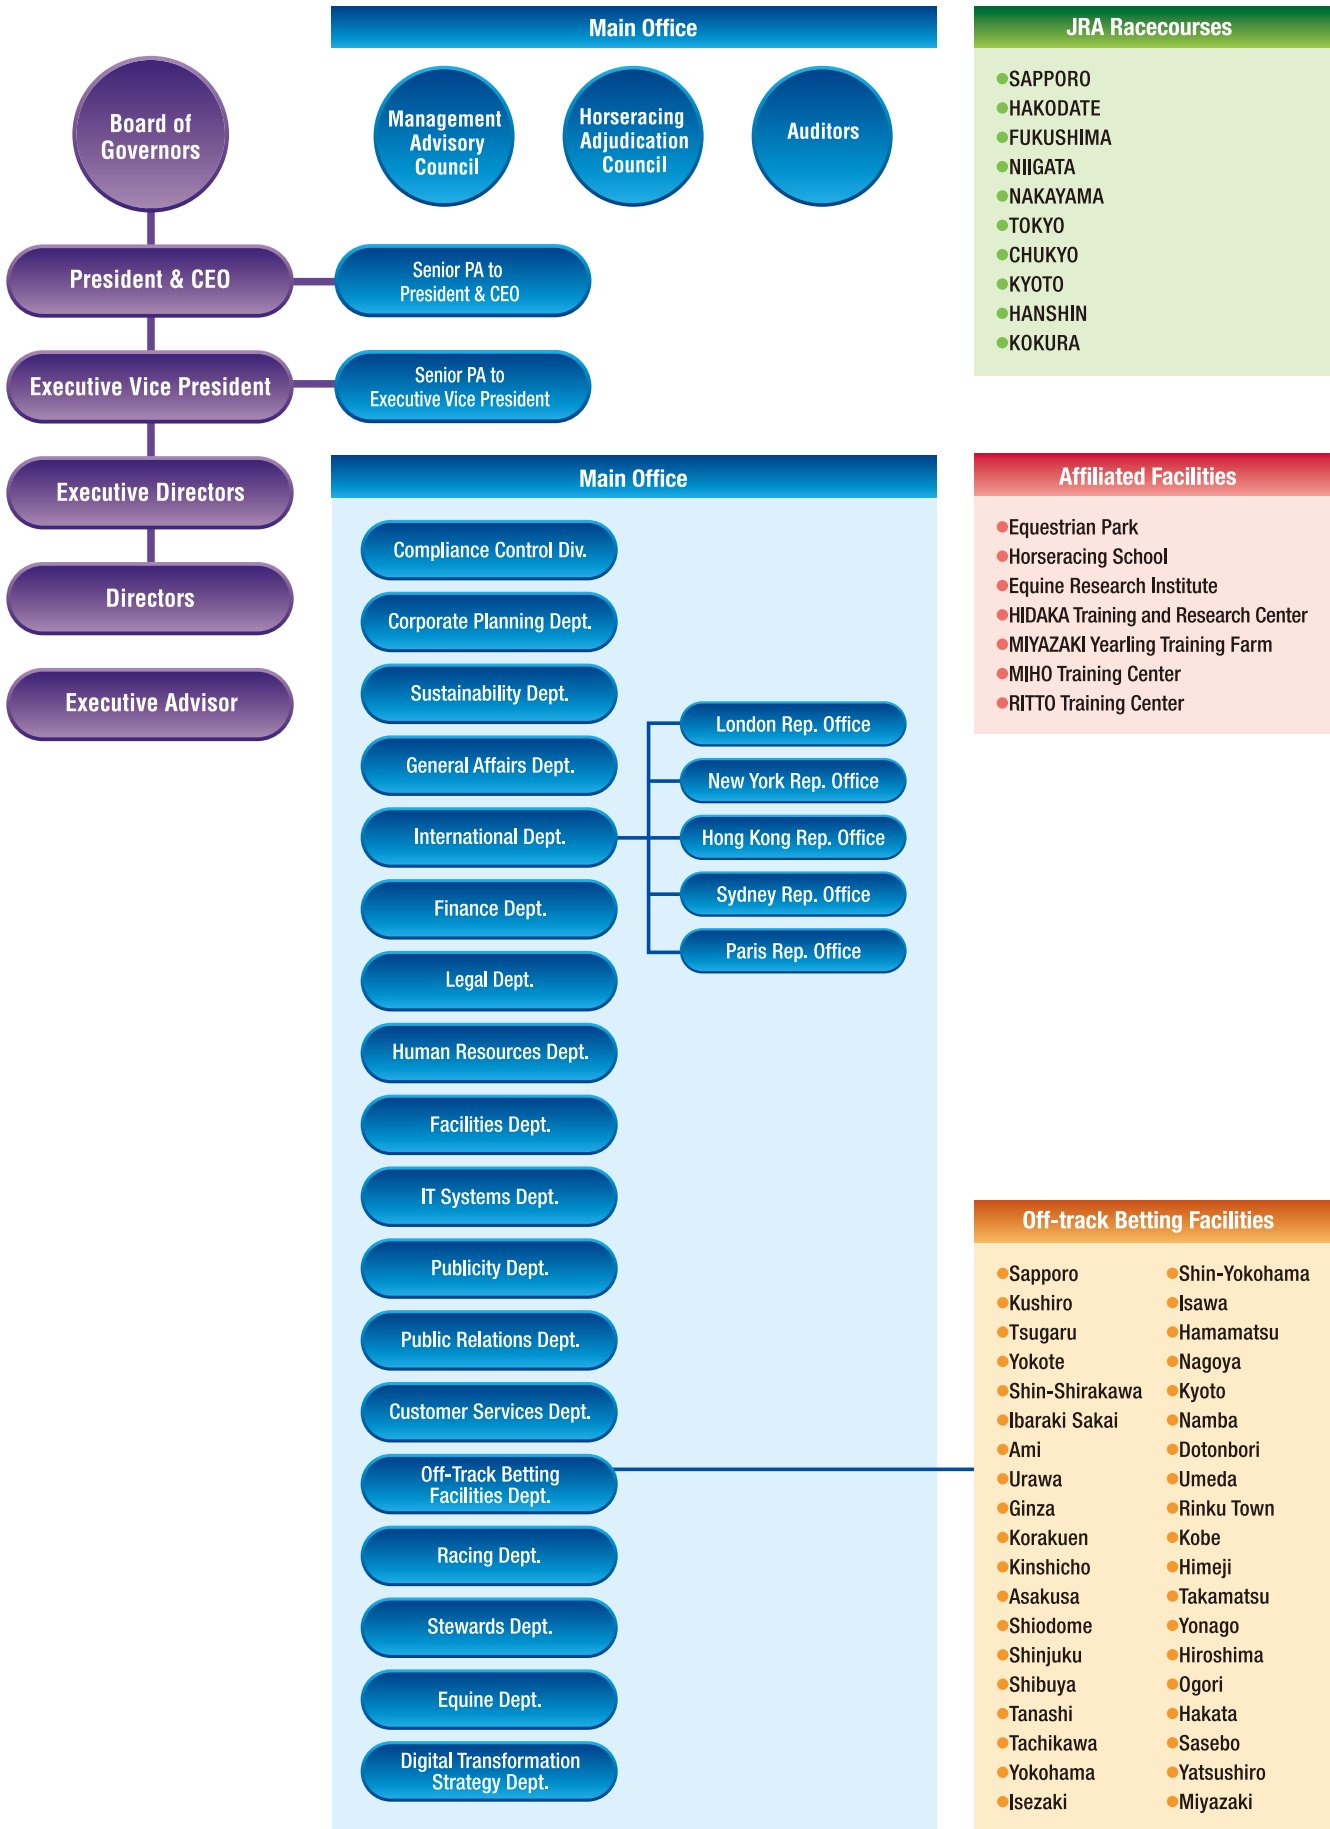 Board of
Governors
President & CEO
Executive Vice President
Executive Directors
Directors
Executive Advisor
Main Office
Management
Advisory
Council
Horseracing
Adjudication
Council
Auditors
Senior PA to
President & CEO
Senior PA to
Executive Vice President
Main Office
Compliance Control Div.
Corporate Planning Dept.
Sustainability Dept.
General Affairs Dept.
International Dept.
London Rep. Office
New York Rep. Office
Hong Kong Rep. Office
Sydney Rep. Office
Paris Rep. Office
Finance Dept.
Legal Dept.
Human Resources Dept.
Facilities Dept.
IT Systems Dept.
Publicity Dept.
Public Relations Dept.
Customer Services Dept.
Off-Track Betting
Facilities Dept.
Racing Dept.
Stewards Dept.
Equine Dept.
Digital Transformation
Strategy Dept.
JRA Racecourses
●SAPPORO
●HAKODATE
●FUKUSHIMA
●NIIGATA
●NAKAYAMA
●TOKYO
●CHUKYO
●KYOTO
●HANSHIN
●KOKURA
Affiliated Facilities
●Equestrian Park
●Horseracing School
●Equine Research Institute
●HIDAKA Training and Research Center
●MIYAZAKI Yearling Training Farm
●MIHO Training Center
●RITTO Training Center
Off-track Betting Facilities
●Sapporo
●Kushiro
●Tsugaru
●Yokote
●Shin-Shirakawa
●Ibaraki Sakai
●Ami
●Urawa
●Ginza
●Korakuen
●Kinshicho
●Asakusa
●Shiodome
●Shinjuku
●Shibuya
●Tanashi
●Tachikawa
●Yokohama
●Isezaki
●Shin-Yokohama
●Isawa
●Hamamatsu
●Nagoya
●Kyoto
●Namba
●Dotonbori
●Umeda
●Rinku Town
●Kobe
●Himeji
●Takamatsu
●Yonago
●Hiroshima
●Ogori
●Hakata
●Sasebo
●Yatsushiro
●Miyazaki